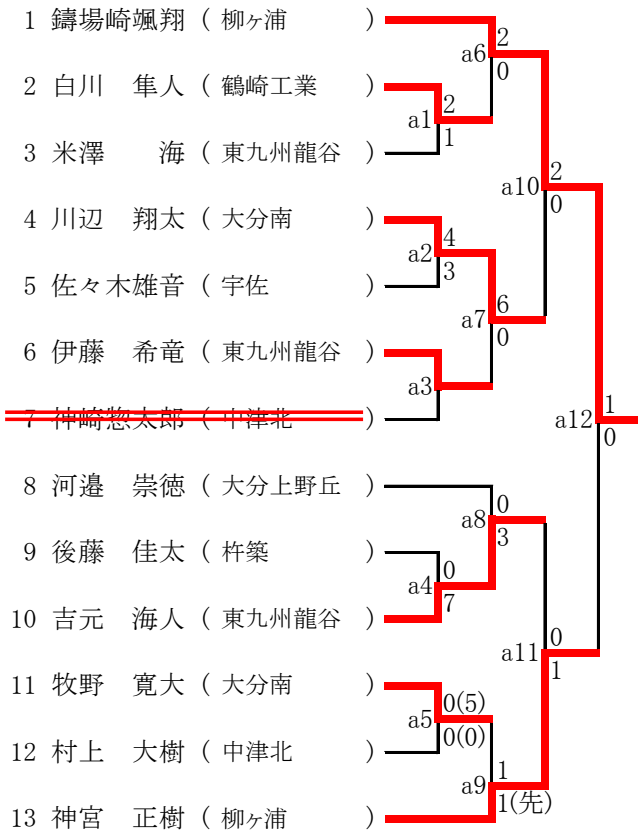 1 鑄場崎颯翔 ( 柳ヶ浦 )
2
a6
0
2 白川 隼人 ( 鶴崎工業 )
2
a1
1
3 米澤 海 ( 東九州龍谷 )
2
a10
0
4 川辺 翔太 ( 大分南 )
4
a2
3
5 佐々木雄音 ( 宇佐 )
6
a7
0
6 伊藤 希竜 ( 東九州龍谷 )
a3
7 神崎惣太郎 ( 中津北 )
1
a12
0
8 河邉 崇徳 ( 大分上野丘 )
0
a8
3
9 後藤 佳太 ( 杵築 )
0
a4
7
10 吉元 海人 ( 東九州龍谷 )
0
a11
1
11 牧野 寛大 ( 大分南 )
0(5)
a5
0(0)
12 村上 大樹 ( 中津北 )
1
a9
1(先)
13 神宮 正樹 ( 柳ヶ浦 )